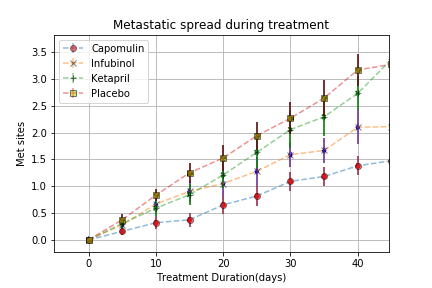 Metastatic spread during treatment
Met sites
3.5
3.0
2.5
2.0
1.5
1.0
0.5
0.0
Capomulin
Infubinol
Ketapril
Placebo
0
10
20
30
40
Treatment Duration(days)